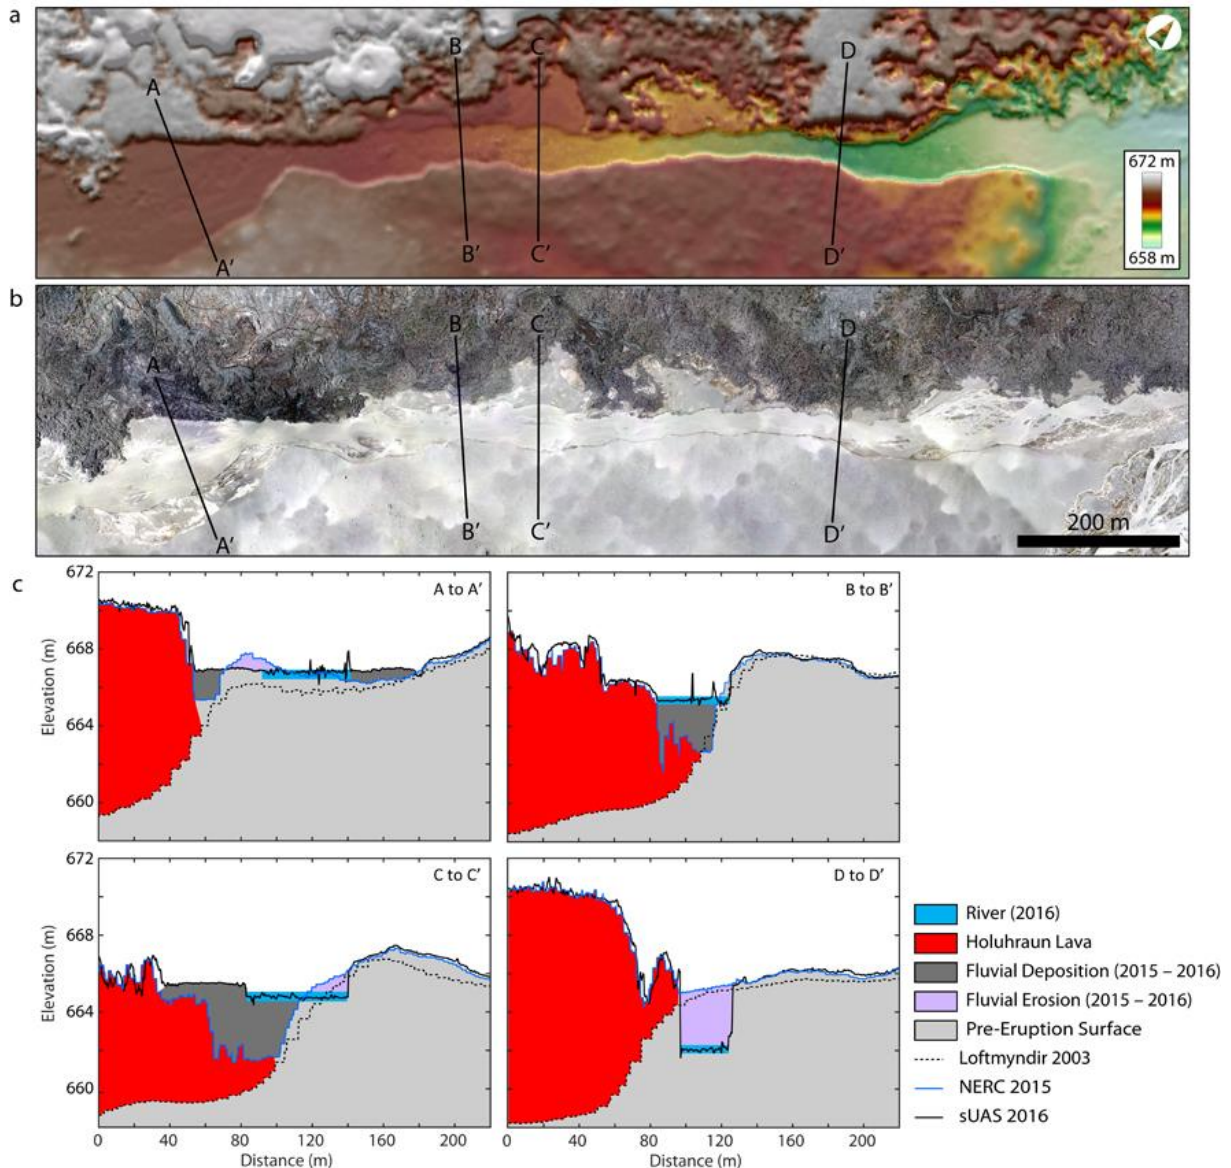 a
A B C D
A' B' C' D'
672 m
658 m
b
A B C D
A' B' C' D'
200 m
c
A to A'
672
668
664
660
Elevation (m)
B to B'
C to C'
672
668
664
660
Elevation (m)
0 40 80 120 160 200
Distance (m)
D to D'
0 40 80 120 160 200
Distance (m)
River (2016)
Holuhraun Lava
Fluvial Deposition (2015 – 2016)
Fluvial Erosion (2015 – 2016)
Pre-Eruption Surface
Loftmyndir 2003
NERC 2015
sUAS 2016